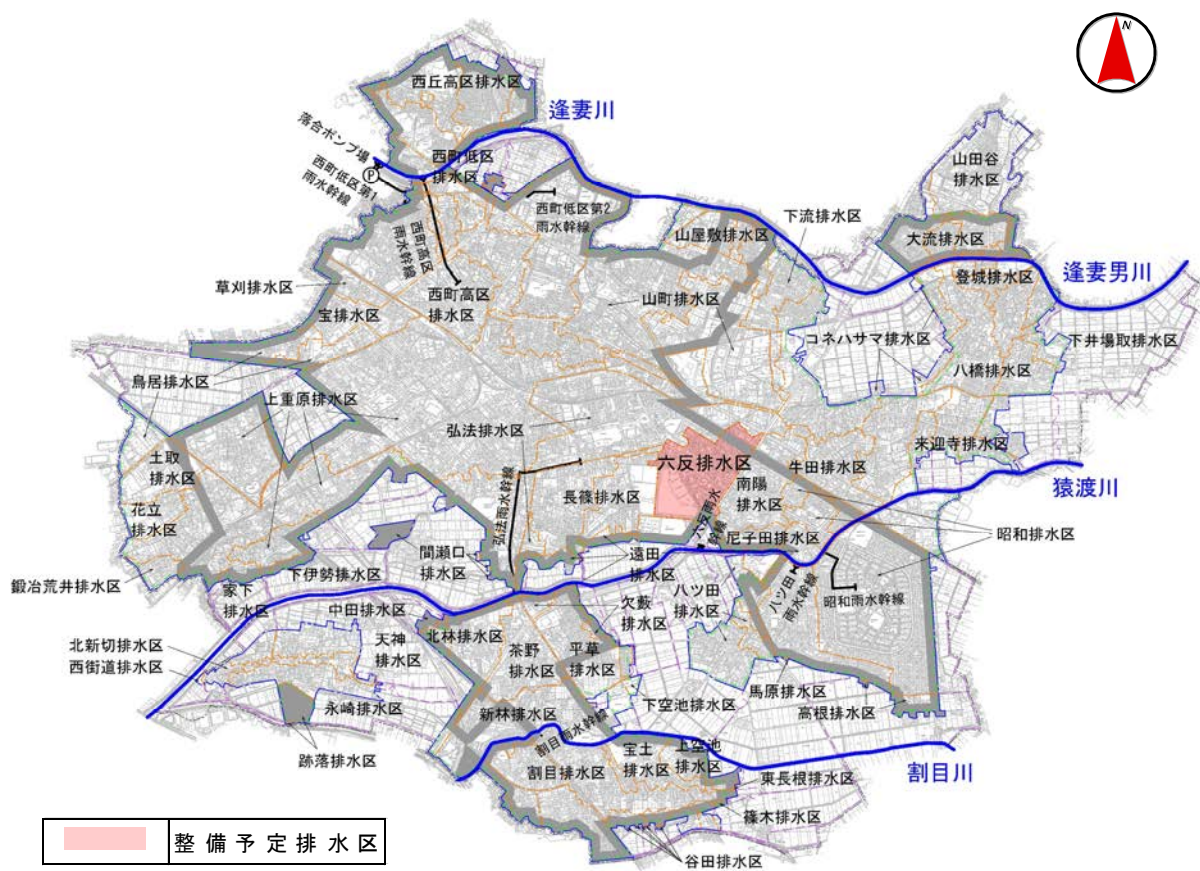 N
西丘高区排水区
逢妻川
落合ポンプ場
P
西町低区第1
雨水幹線
西町低区
排水区
西町低区第2
雨水幹線
西町高区
雨水幹線
西町高区
排水区
山田谷
排水区
下流排水区
山屋敷排水区
大流排水区
登城排水区
逢妻男川
草刈排水区
宝排水区
山町排水区
コネハサマ排水区
下井場取排水区
八橋排水区
鳥居排水区
上重原排水区
弘法排水区
来迎寺排水区
土取
排水区
六反排水区
牛田排水区
猿渡川
花立
排水区
弘法雨水幹線
長篠排水区
南陽
排水区
六反雨水
幹線
尼子田排水区
昭和排水区
間瀬口
排水区
遠田
排水区
鍛冶荒井排水区
家下
排水区
下伊勢排水区
中田排水区
八ツ田
排水区
八ツ田
雨水幹線
昭和雨水幹線
欠藪
排水区
北新切排水区
西街道排水区
天神
排水区
北林排水区
茶野
排水区
平草
排水区
馬原排水区
高根排水区
永崎排水区
新林排水区
下空池排水区
跡落排水区
割目雨水幹線
割目排水区
宝土
排水区
上空池
排水区
東長根排水区
割目川
篠木排水区
谷田排水区
整備予定排水区